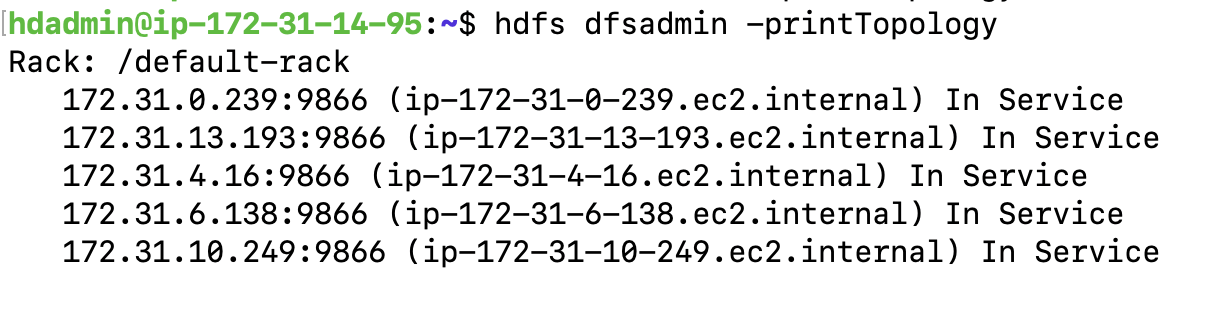 [hdadmin@ip-172-31-14-95:~$ hdfs dfsadmin -printTopology
Rack: /default-rack
   172.31.0.239:9866 (ip-172-31-0-239.ec2.internal) In Service
   172.31.13.193:9866 (ip-172-31-13-193.ec2.internal) In Service
   172.31.4.16:9866 (ip-172-31-4-16.ec2.internal) In Service
   172.31.6.138:9866 (ip-172-31-6-138.ec2.internal) In Service
   172.31.10.249:9866 (ip-172-31-10-249.ec2.internal) In Service